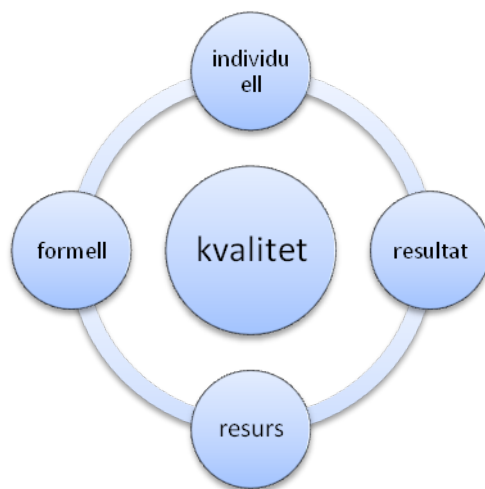 individu
ell
formell
kvalitet
resultat
resurs